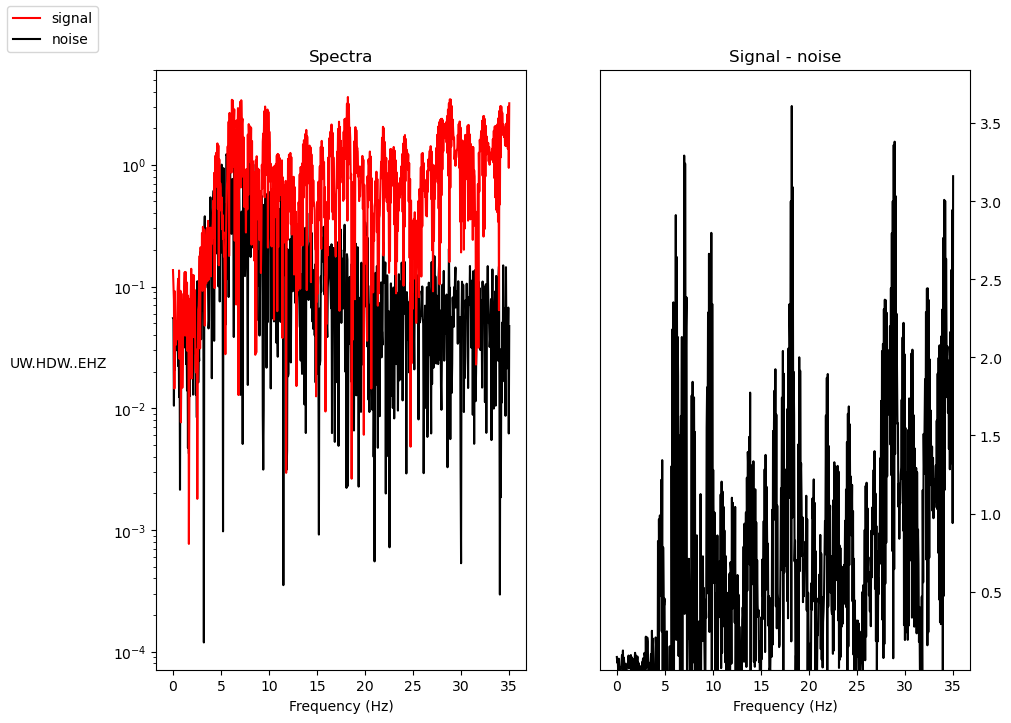 signal
noise
Spectra
Signal - noise
10^0
10^-1
10^-2
10^-3
10^-4
UW.HDW..EHZ
3.5
3.0
2.5
2.0
1.5
1.0
0.5
0 5 10 15 20 25 30 35
0 5 10 15 20 25 30 35
Frequency (Hz)
Frequency (Hz)